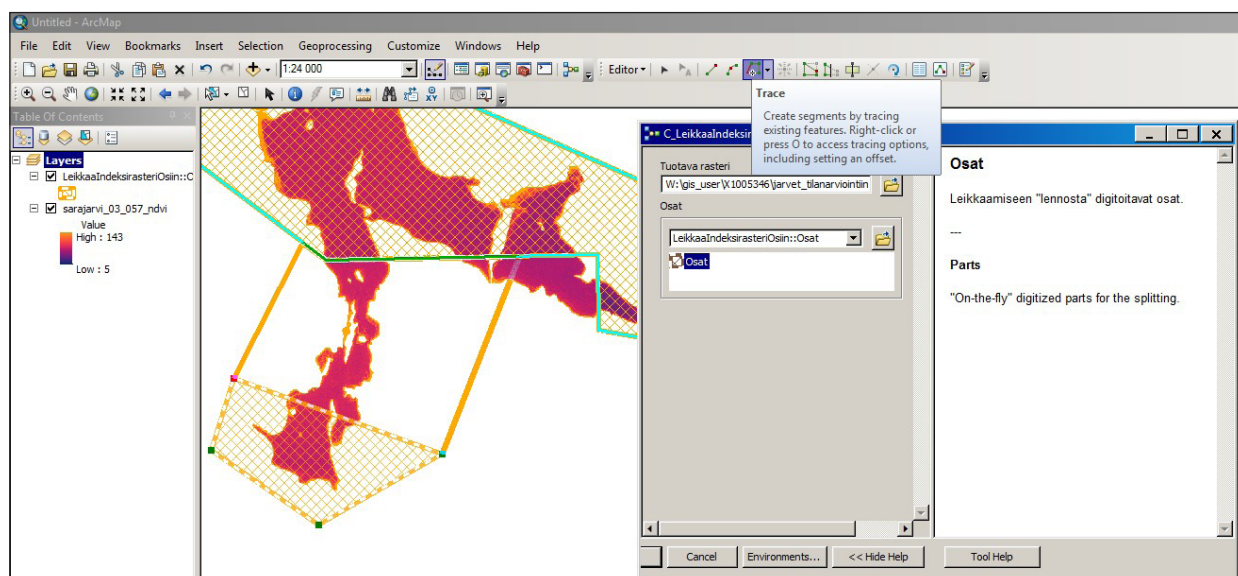 Untitled - ArcMap
File Edit View Bookmarks Insert Selection Geoprocessing Customize Windows Help
1:24 000
Editor
Trace
Create segments by tracing
existing features. Right-click or
press O to access tracing options,
including setting an offset.
Table Of Contents
Layers
LeikkaaIndeksirasteriOsiin::O
sarajarvi_03_057_ndvi
Value
High : 143
Low : 5
C_LeikkaaIndeksir
Tuotava rasteri
W:\gis_user\X1005346\jarvet_tilanarviointiin
Osat
LeikkaaIndeksirasteriOsiin::Osat
Osat
Osat
Leikkaamiseen "lennosta" digitoitavat osat.
---
Parts
"On-the-fly" digitized parts for the splitting.
Cancel Environments... << Hide Help Tool Help